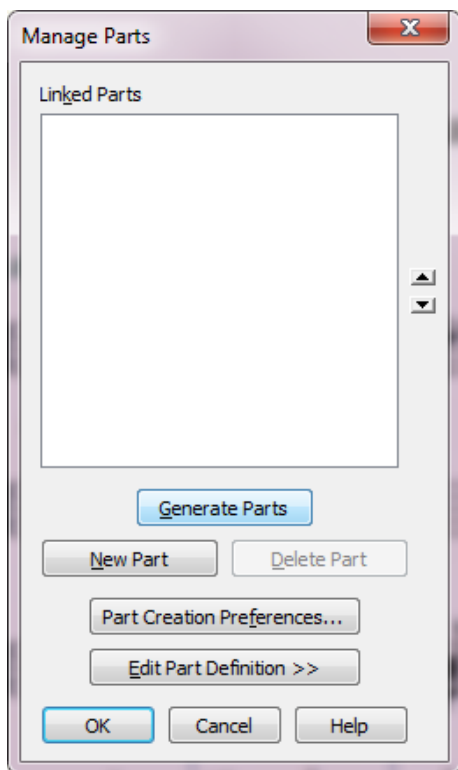 Manage Parts
Linked Parts
Generate Parts
New Part
Delete Part
Part Creation Preferences...
Edit Part Definition >>
OK
Cancel
Help